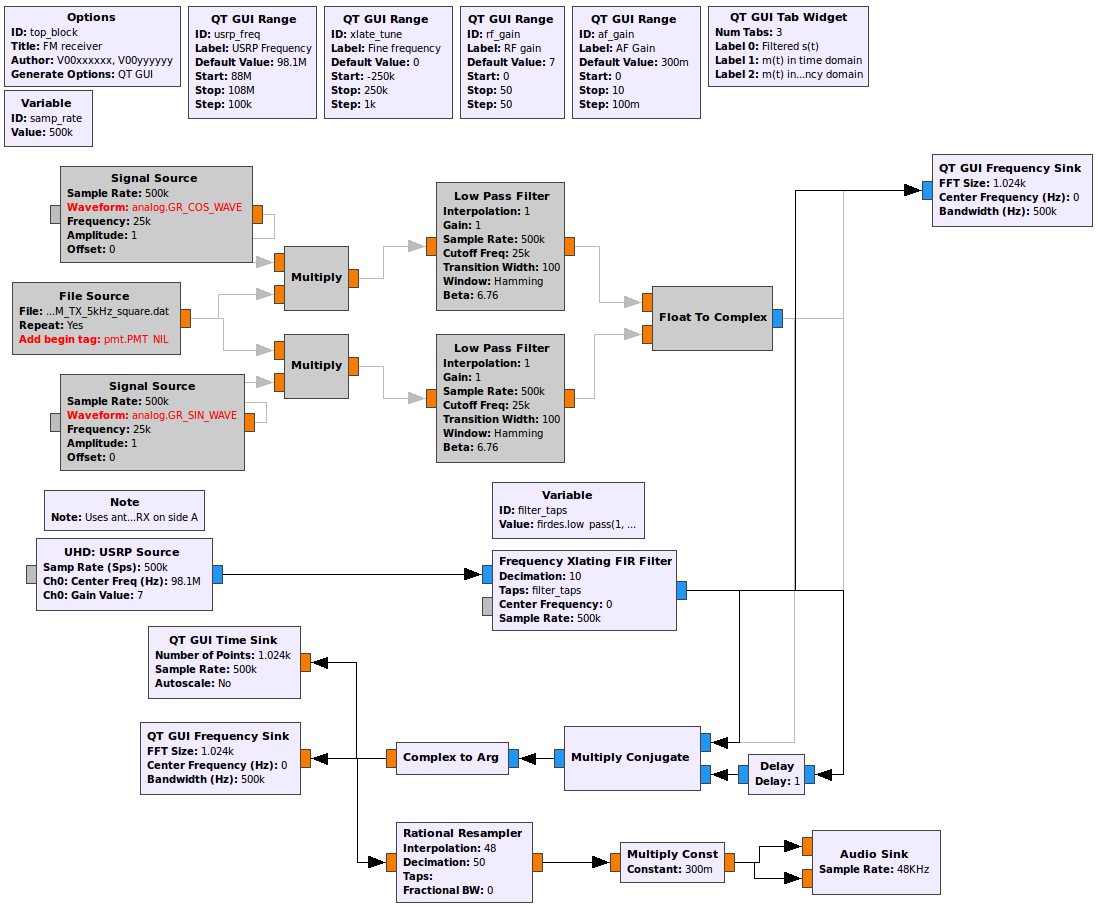 Options
ID: top_block
Title: FM receiver
Author: V00xxxxxx, V00yyyyyy
Generate Options: QT GUI
QT GUI Range
ID: usrp_freq
Label: USRP Frequency
Default Value: 98.1M
Start: 88M
Stop: 108M
Step: 100k
QT GUI Range
ID: xlate_tune
Label: Fine frequency
Default Value: 0
Start: -250k
Stop: 250k
Step: 1k
QT GUI Range
ID: rf_gain
Label: RF gain
Default Value: 7
Start: 0
Stop: 50
Step: 50
QT GUI Range
ID: af_gain
Label: AF Gain
Default Value: 300m
Start: 0
Stop: 10
Step: 100m
QT GUI Tab Widget
Num Tabs: 3
Label 0: Filtered s(t)
Label 1: m(t) in time domain
Label 2: m(t) in...ncy domain
Variable
ID: samp_rate
Value: 500k
Signal Source
Sample Rate: 500k
Waveform: analog.GR_COS_WAVE
Frequency: 25k
Amplitude: 1
Offset: 0
Low Pass Filter
Interpolation: 1
Gain: 1
Sample Rate: 500k
Cutoff Freq: 25k
Transition Width: 100
Window: Hamming
Beta: 6.76
QT GUI Frequency Sink
FFT Size: 1.024k
Center Frequency (Hz): 0
Bandwidth (Hz): 500k
Multiply
File Source
File: ...M_TX_5kHz_square.dat
Repeat: Yes
Add begin tag: pmt.PMT_NIL
Float To Complex
Multiply
Low Pass Filter
Interpolation: 1
Gain: 1
Sample Rate: 500k
Cutoff Freq: 25k
Transition Width: 100
Window: Hamming
Beta: 6.76
Signal Source
Sample Rate: 500k
Waveform: analog.GR_SIN_WAVE
Frequency: 25k
Amplitude: 1
Offset: 0
Note
Note: Uses ant...RX on side A
Variable
ID: filter_taps
Value: firdes.low_pass(1, ...
UHD: USRP Source
Samp Rate (Sps): 500k
Ch0: Center Freq (Hz): 98.1M
Ch0: Gain Value: 7
Frequency Xlating FIR Filter
Decimation: 10
Taps: filter_taps
Center Frequency: 0
Sample Rate: 500k
QT GUI Time Sink
Number of Points: 1.024k
Sample Rate: 500k
Autoscale: No
QT GUI Frequency Sink
FFT Size: 1.024k
Center Frequency (Hz): 0
Bandwidth (Hz): 500k
Complex to Arg
Multiply Conjugate
Delay
Delay: 1
Rational Resampler
Interpolation: 48
Decimation: 50
Taps:
Fractional BW: 0
Multiply Const
Constant: 300m
Audio Sink
Sample Rate: 48KHz